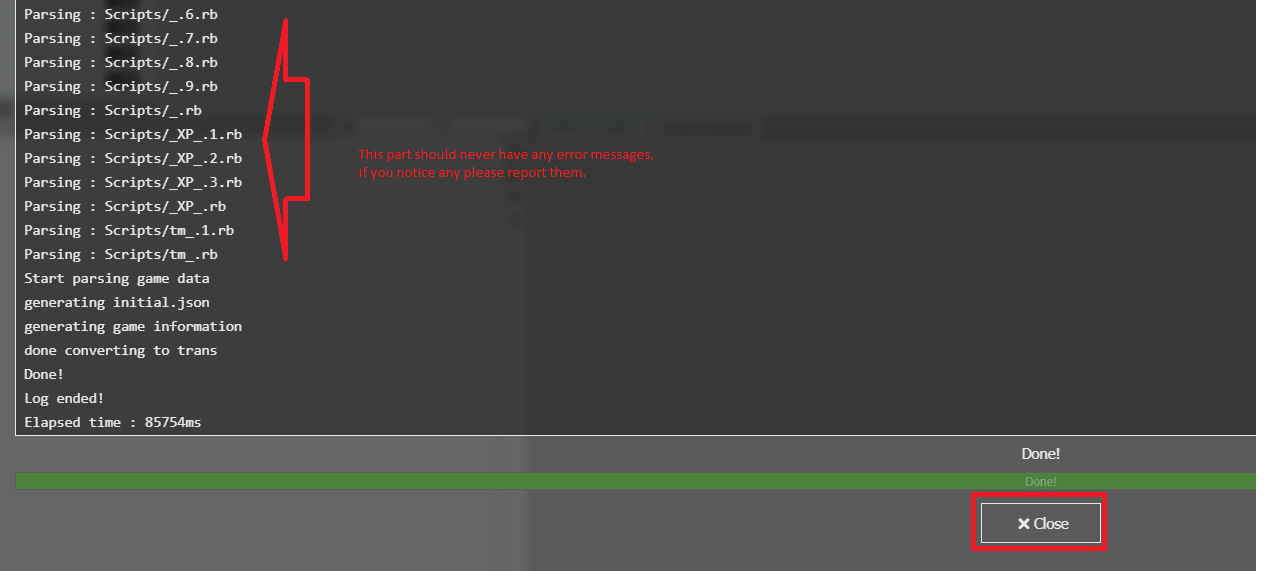 Parsing : Scripts/_.6.rb
Parsing : Scripts/_.7.rb
Parsing : Scripts/_.8.rb
Parsing : Scripts/_.9.rb
Parsing : Scripts/_.rb
Parsing : Scripts/_XP_.1.rb
Parsing : Scripts/_XP_.2.rb
Parsing : Scripts/_XP_.3.rb
Parsing : Scripts/_XP_.rb
Parsing : Scripts/tm_.1.rb
Parsing : Scripts/tm_.rb
This part should never have any error messages,
if you notice any please report them.
Start parsing game data
generating initial.json
generating game information
done converting to trans
Done!
Log ended!
Elapsed time : 85754ms
Done!
Done!
× Close